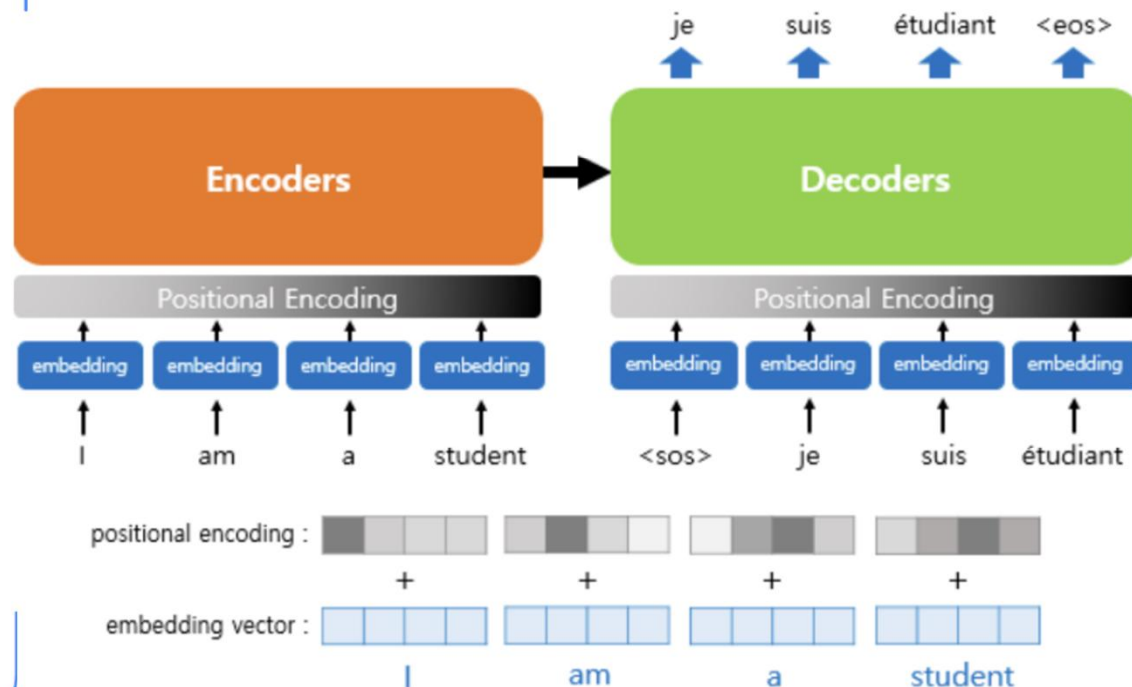 je suis étudiant <eos>
Encoders
Decoders
Positional Encoding
Positional Encoding
embedding embedding embedding embedding
embedding embedding embedding embedding
I am a student
<sos> je suis étudiant
positional encoding :
+ + + +
embedding vector :
I am a student